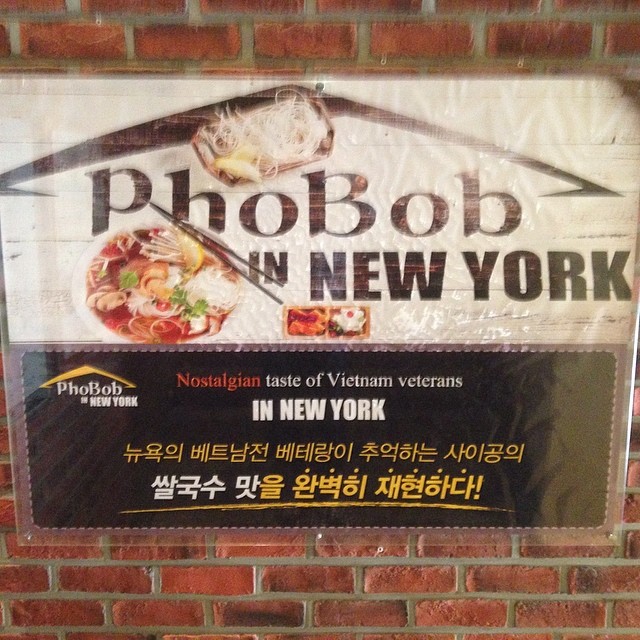 PhoBob
IN NEW YORK
PhoBob
IN NEW YORK
Nostalgian taste of Vietnam veterans
IN NEW YORK
뉴욕의 베트남전 베테랑이 추억하는 사이공의
쌀국수 맛을 완벽히 재현하다!